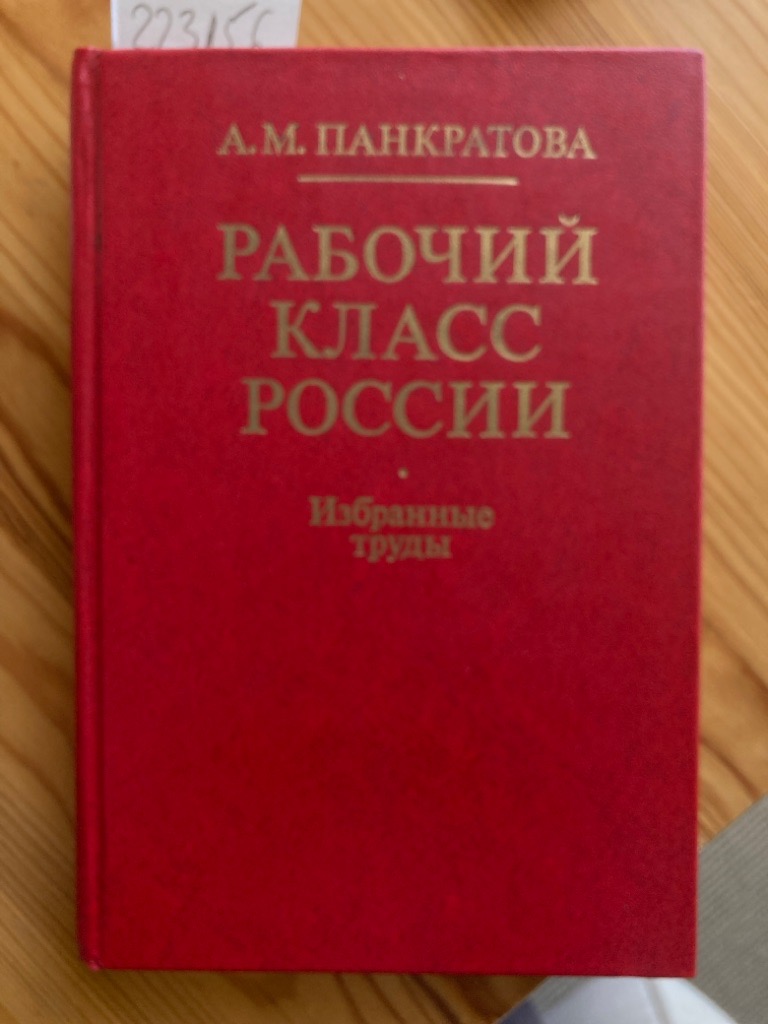 А. М. ПАНКРАТОВА
РАБОЧИЙ
КЛАСС
РОССИИ
Избранные
труды